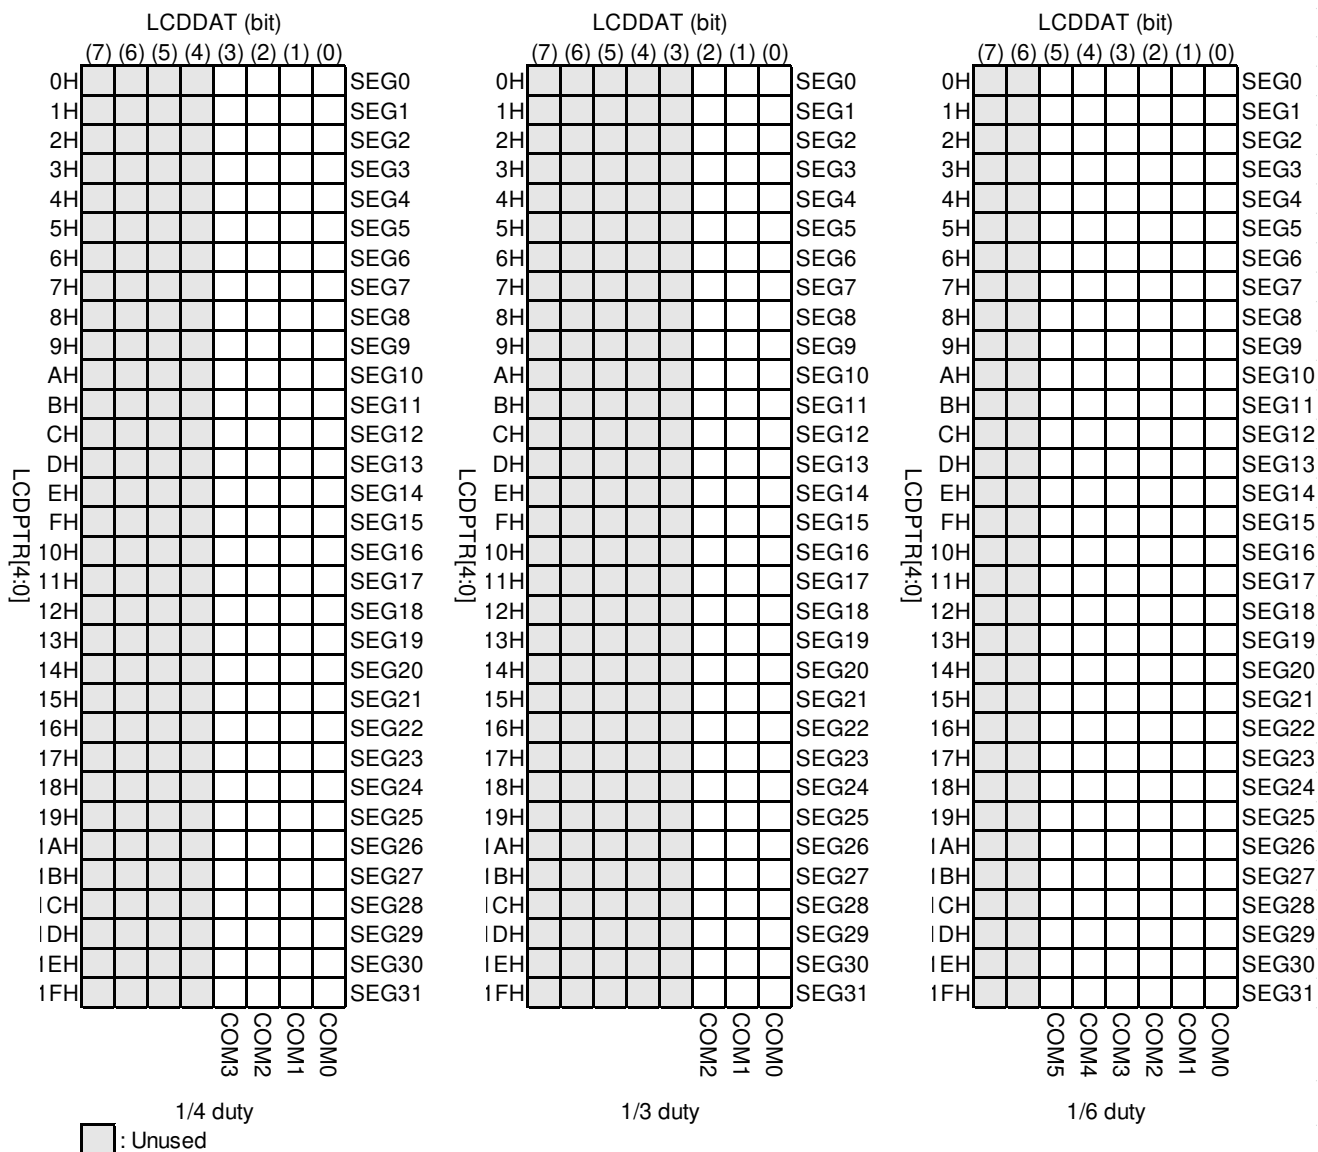 LCDDAT (bit) LCDDAT (bit) LCDDAT (bit)
(7) (6) (5) (4) (3) (2) (1) (0) (7) (6) (5) (4) (3) (2) (1) (0) (7) (6) (5) (4) (3) (2) (1) (0)
0H SEG0 0H SEG0 0H SEG0
1H SEG1 1H SEG1 1H SEG1
2H SEG2 2H SEG2 2H SEG2
3H SEG3 3H SEG3 3H SEG3
4H SEG4 4H SEG4 4H SEG4
5H SEG5 5H SEG5 5H SEG5
6H SEG6 6H SEG6 6H SEG6
7H SEG7 7H SEG7 7H SEG7
8H SEG8 8H SEG8 8H SEG8
9H SEG9 9H SEG9 9H SEG9
AH SEG10 AH SEG10 AH SEG10
BH SEG11 BH SEG11 BH SEG11
CH SEG12 CH SEG12 CH SEG12
DH SEG13 DH SEG13 DH SEG13
EH SEG14 EH SEG14 EH SEG14
FH SEG15 FH SEG15 FH SEG15
LCDPTR[4:0] LCDPTR[4:0] LCDPTR[4:0]
10H SEG16 10H SEG16 10H SEG16
11H SEG17 11H SEG17 11H SEG17
12H SEG18 12H SEG18 12H SEG18
13H SEG19 13H SEG19 13H SEG19
14H SEG20 14H SEG20 14H SEG20
15H SEG21 15H SEG21 15H SEG21
16H SEG22 16H SEG22 16H SEG22
17H SEG23 17H SEG23 17H SEG23
18H SEG24 18H SEG24 18H SEG24
19H SEG25 19H SEG25 19H SEG25
1AH SEG26 1AH SEG26 1AH SEG26
1BH SEG27 1BH SEG27 1BH SEG27
1CH SEG28 1CH SEG28 1CH SEG28
1DH SEG29 1DH SEG29 1DH SEG29
1EH SEG30 1EH SEG30 1EH SEG30
1FH SEG31 1FH SEG31 1FH SEG31
COM3 COM2 COM1 COM0 COM2 COM1 COM0 COM5 COM4 COM3 COM2 COM1 COM0
1/4 duty 1/3 duty 1/6 duty
: Unused